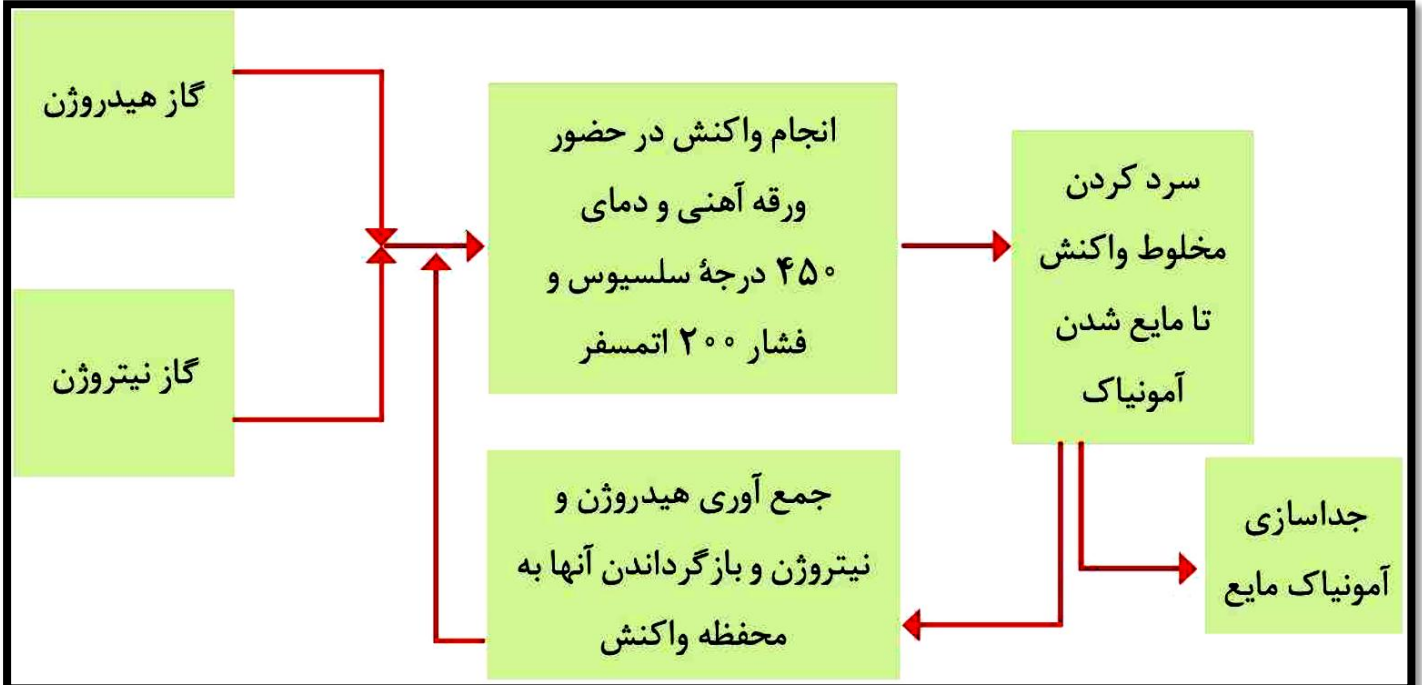 گاز هیدروژن
گاز نیتروژن
انجام واکنش در حضور
ورقه آهنی و دمای
۴۵۰ درجهٔ سلسیوس و
فشار ۲۰۰ اتمسفر
سرد کردن
مخلوط واکنش
تا مایع شدن
آمونیاک
جداسازی
آمونیاک مایع
جمع آوری هیدروژن و
نیتروژن و بازگرداندن آنها به
محفظه واکنش